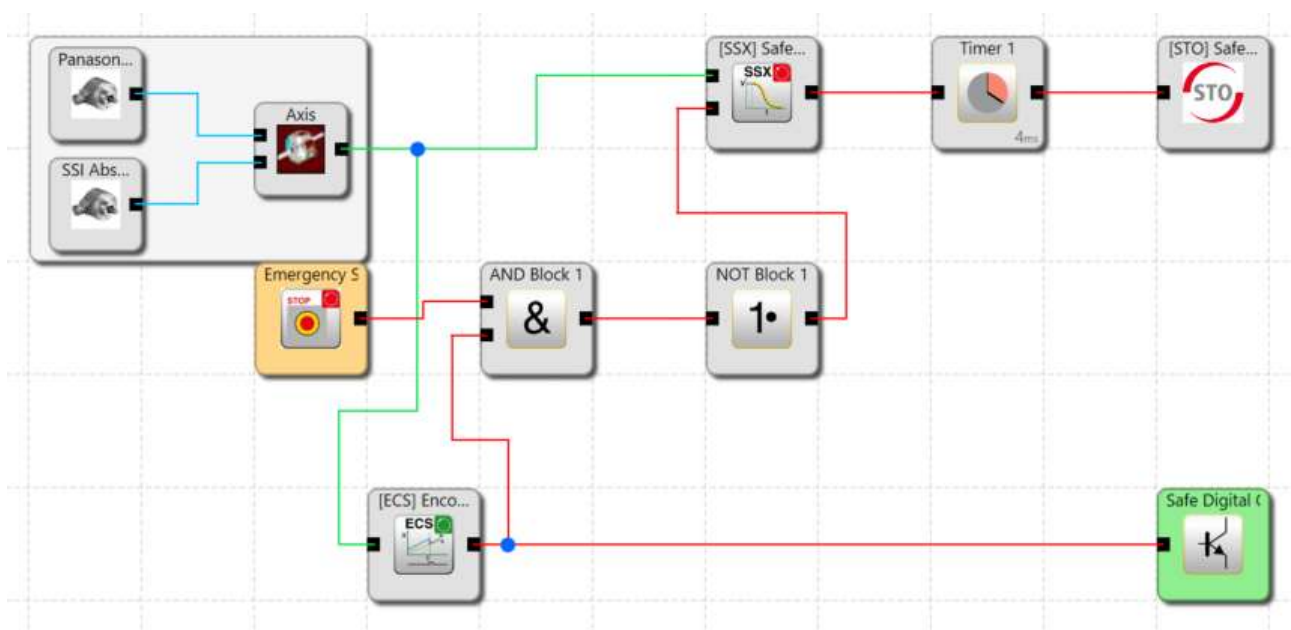 Panason...
[SSX] Safe...
Timer 1
[STO] Safe...
SSX
V
t
STO
Axis
4ms
SSI Abs...
Emergency S
AND Block 1
NOT Block 1
STOP
&
1•
[ECS] Enco...
Safe Digital
ECS